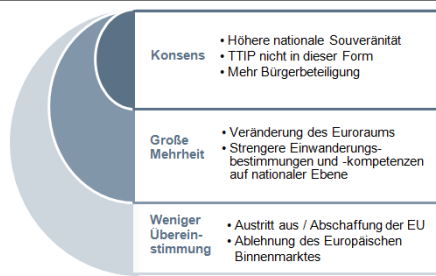 Konsens
• Höhere nationale Souveränität
• TTIP nicht in dieser Form
• Mehr Bürgerbeteiligung
Große
Mehrheit
• Veränderung des Euroraums
• Strengere Einwanderungs-
bestimmungen und -kompetenzen
auf nationaler Ebene
Weniger
Überein-
stimmung
• Austritt aus / Abschaffung der EU
• Ablehnung des Europäischen
Binnenmarktes